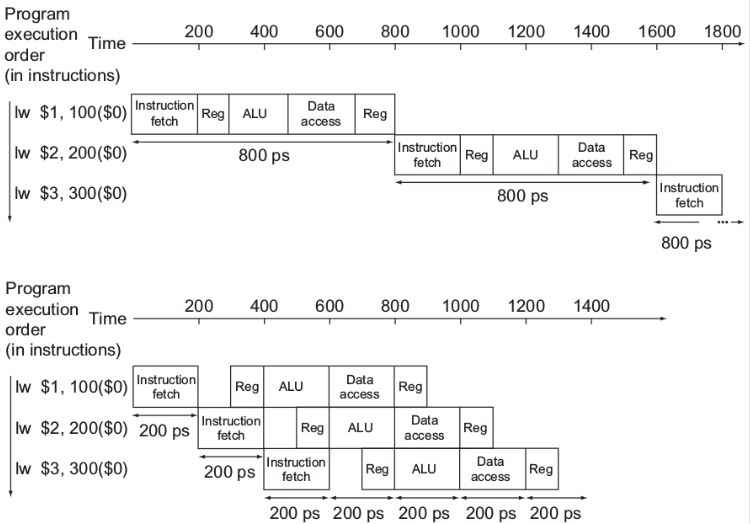 Program
execution
order
(in instructions)
Time
200 400 600 800 1000 1200 1400 1600 1800
lw $1, 100($0)
Instruction
fetch
Reg
ALU
Data
access
Reg
800 ps
lw $2, 200($0)
Instruction
fetch
Reg
ALU
Data
access
Reg
800 ps
lw $3, 300($0)
Instruction
fetch
...
800 ps
Program
execution
order
(in instructions)
Time
200 400 600 800 1000 1200 1400
lw $1, 100($0)
Instruction
fetch
Reg
ALU
Data
access
Reg
200 ps
lw $2, 200($0)
Instruction
fetch
Reg
ALU
Data
access
Reg
200 ps
lw $3, 300($0)
Instruction
fetch
Reg
ALU
Data
access
Reg
200 ps 200 ps 200 ps 200 ps 200 ps